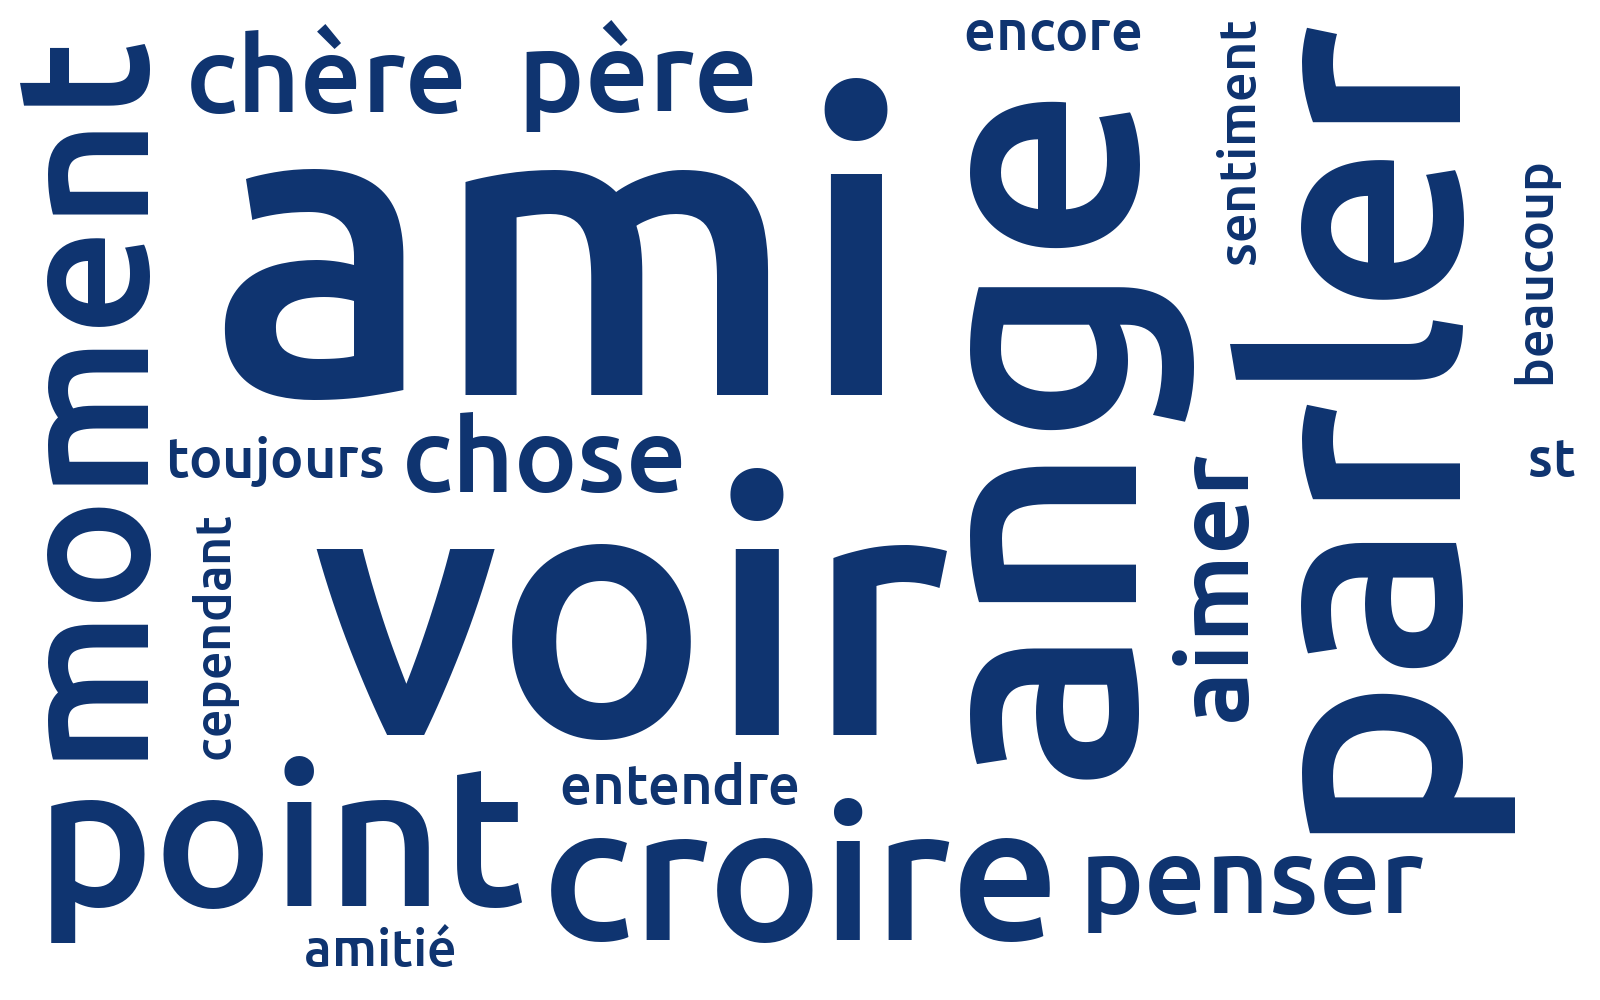 moment
chère
père
encore
sentiment
parler
ami
ange
beaucoup
toujours
chose
st
aimer
cependant
voir
point
entendre
croire
penser
amitié